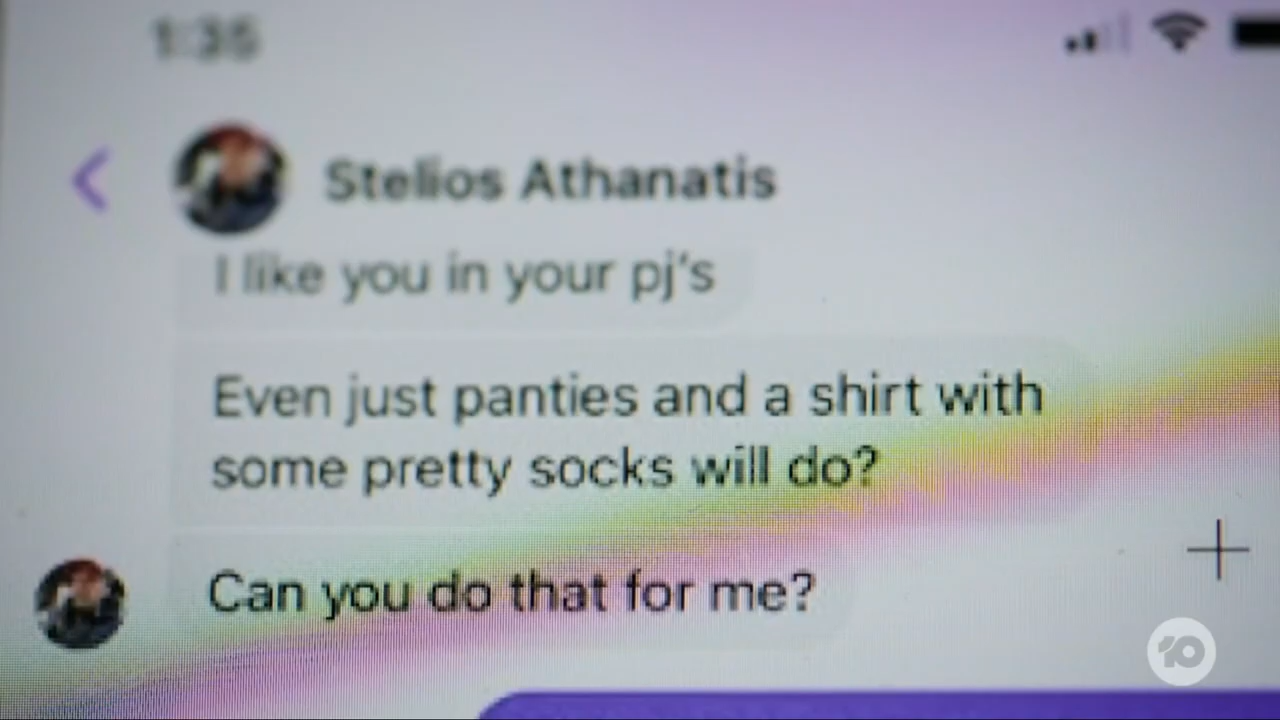 1:35
Stelios Athanatis
I like you in your pj's
Even just panties and a shirt with
some pretty socks will do?
Can you do that for me?
10